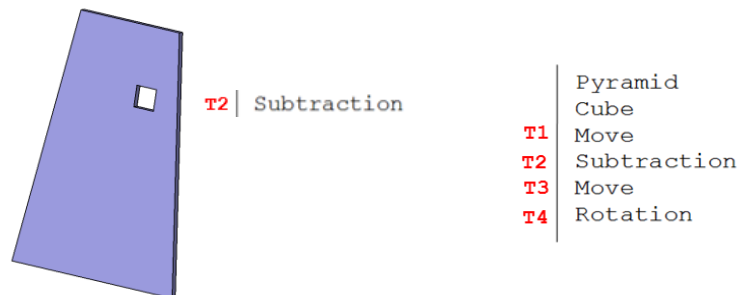 T2 Subtraction
Pyramid
Cube
T1 Move
T2 Subtraction
T3 Move
T4 Rotation